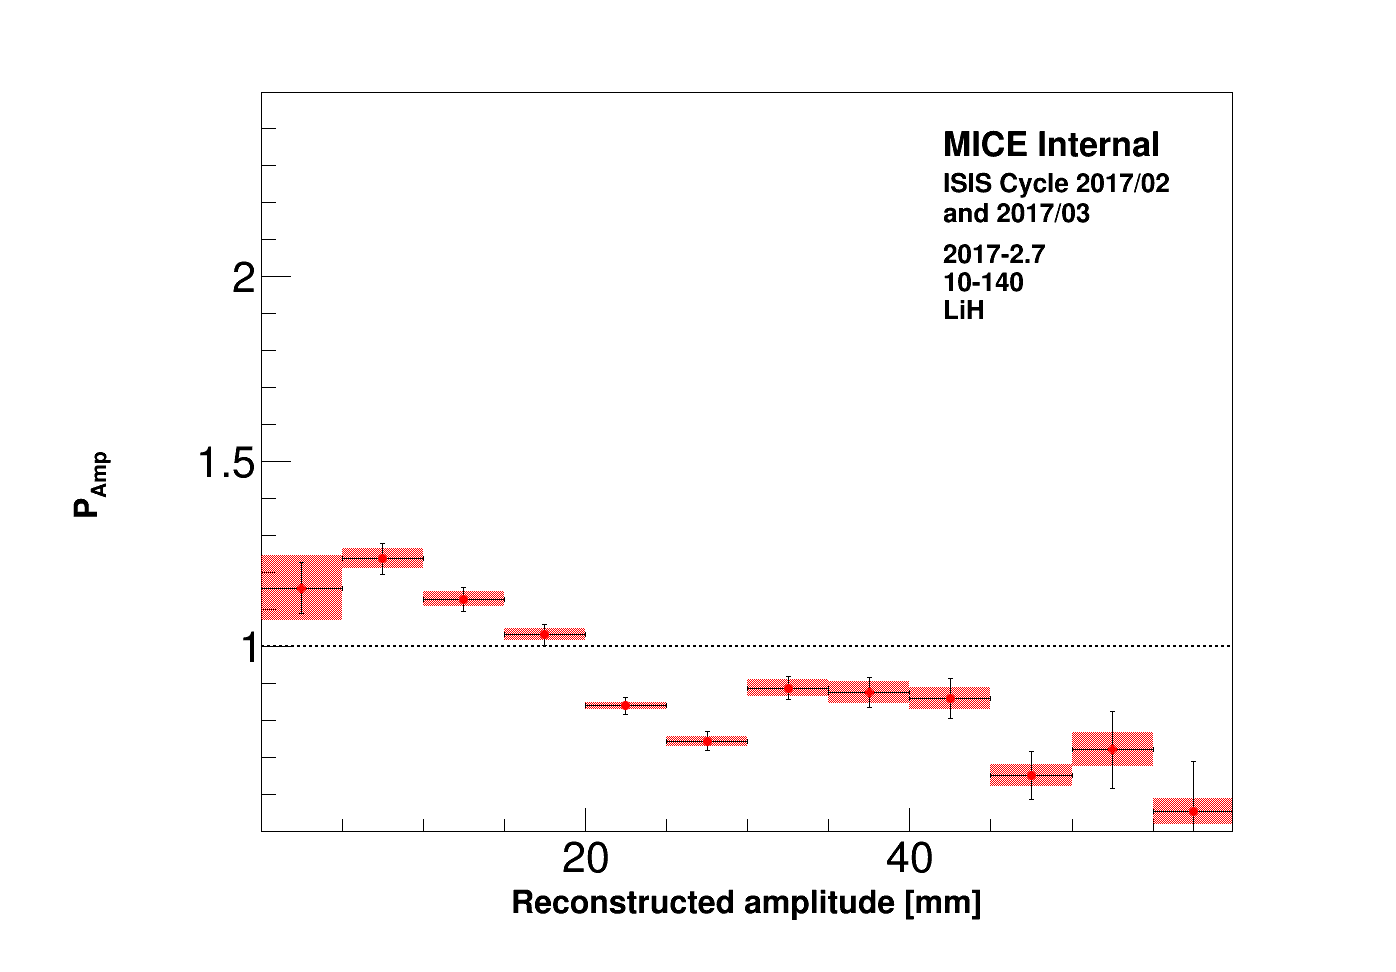 MICE Internal
ISIS Cycle 2017/02
and 2017/03
2017-2.7
10-140
LiH
2
1.5
1
P_Amp
20
40
Reconstructed amplitude [mm]